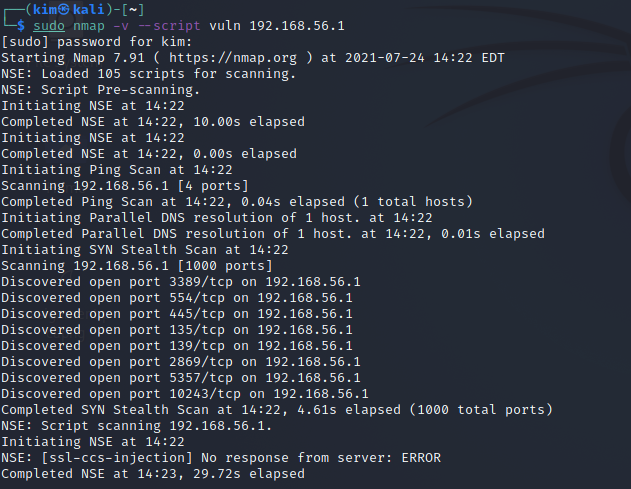 ┌──(kim㉿kali)-[~]
└─$ sudo nmap -v --script vuln 192.168.56.1
[sudo] password for kim:
Starting Nmap 7.91 ( https://nmap.org ) at 2021-07-24 14:22 EDT
NSE: Loaded 105 scripts for scanning.
NSE: Script Pre-scanning.
Initiating NSE at 14:22
Completed NSE at 14:22, 10.00s elapsed
Initiating NSE at 14:22
Completed NSE at 14:22, 0.00s elapsed
Initiating Ping Scan at 14:22
Scanning 192.168.56.1 [4 ports]
Completed Ping Scan at 14:22, 0.04s elapsed (1 total hosts)
Initiating Parallel DNS resolution of 1 host. at 14:22
Completed Parallel DNS resolution of 1 host. at 14:22, 0.01s elapsed
Initiating SYN Stealth Scan at 14:22
Scanning 192.168.56.1 [1000 ports]
Discovered open port 3389/tcp on 192.168.56.1
Discovered open port 554/tcp on 192.168.56.1
Discovered open port 445/tcp on 192.168.56.1
Discovered open port 135/tcp on 192.168.56.1
Discovered open port 139/tcp on 192.168.56.1
Discovered open port 2869/tcp on 192.168.56.1
Discovered open port 5357/tcp on 192.168.56.1
Discovered open port 10243/tcp on 192.168.56.1
Completed SYN Stealth Scan at 14:22, 4.61s elapsed (1000 total ports)
NSE: Script scanning 192.168.56.1.
Initiating NSE at 14:22
NSE: [ssl-ccs-injection] No response from server: ERROR
Completed NSE at 14:23, 29.72s elapsed